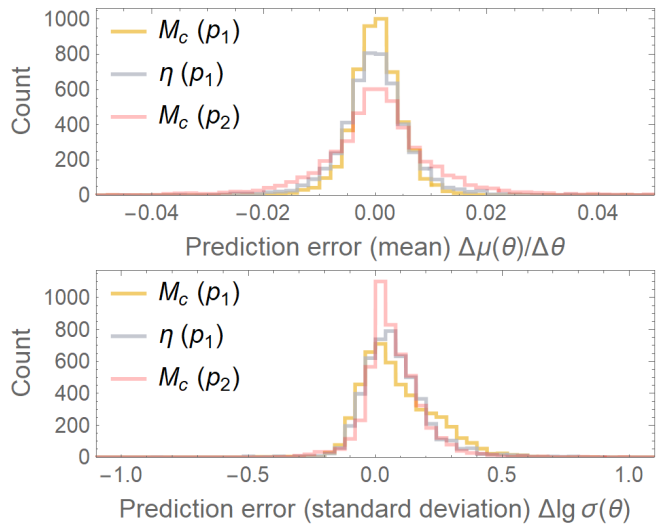 1000
800
600
400
200
0
Count
M_c (p_1)
η (p_1)
M_c (p_2)
-0.04 -0.02 0.00 0.02 0.04
Prediction error (mean) Δμ(θ)/Δθ
1000
800
600
400
200
0
Count
M_c (p_1)
η (p_1)
M_c (p_2)
-1.0 -0.5 0.0 0.5 1.0
Prediction error (standard deviation) Δlg σ(θ)